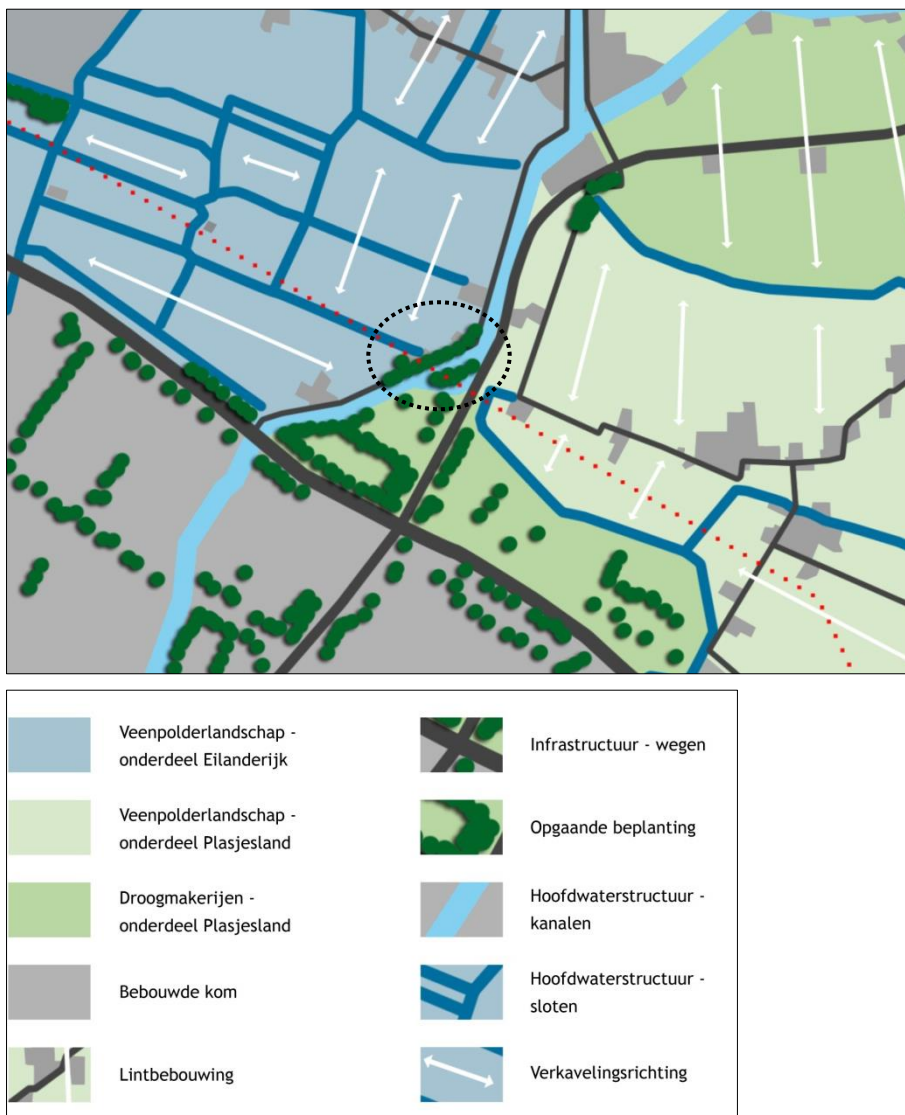 Veenpolderlandschap -
onderdeel Eilanderijk
Veenpolderlandschap -
onderdeel Plasjesland
Droogmakerijen -
onderdeel Plasjesland
Bebouwde kom
Lintbebouwing
Infrastructuur - wegen
Opgaande beplanting
Hoofdwaterstructuur -
kanalen
Hoofdwaterstructuur -
sloten
Verkavelingsrichting